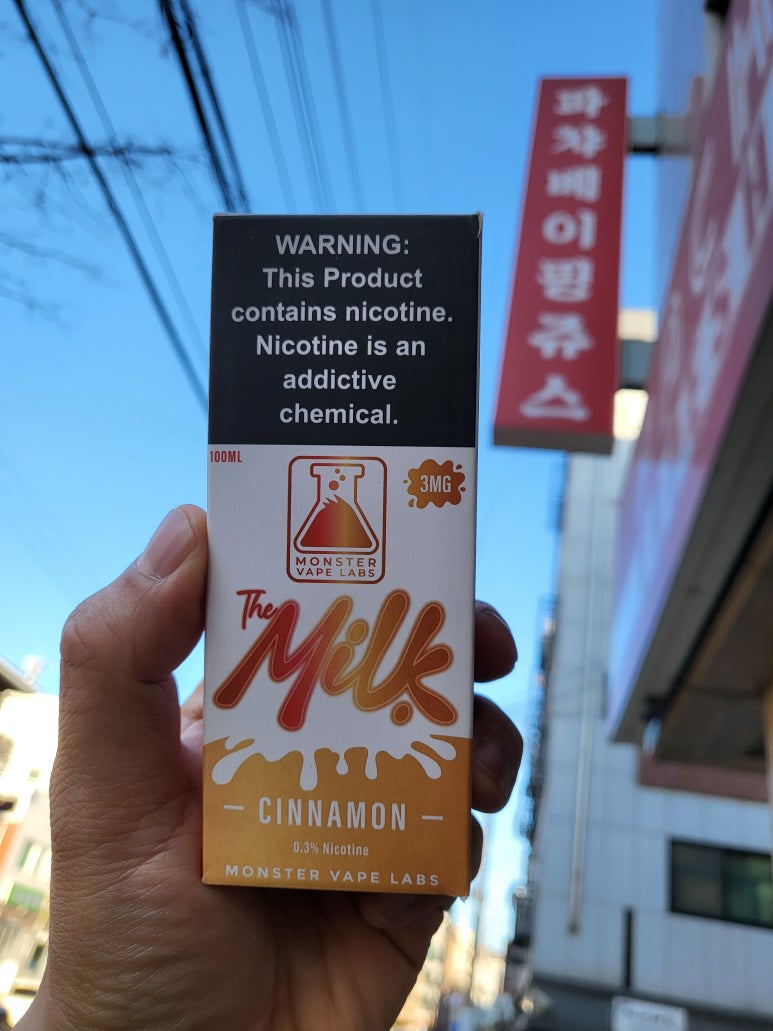 WARNING:
This Product
contains nicotine.
Nicotine is an
addictive
chemical.
100ML
3MG
MONSTER
VAPE LABS
The
Milk
– CINNAMON –
0.3% Nicotine
MONSTER VAPE LABS
파챠베이핑쥬스